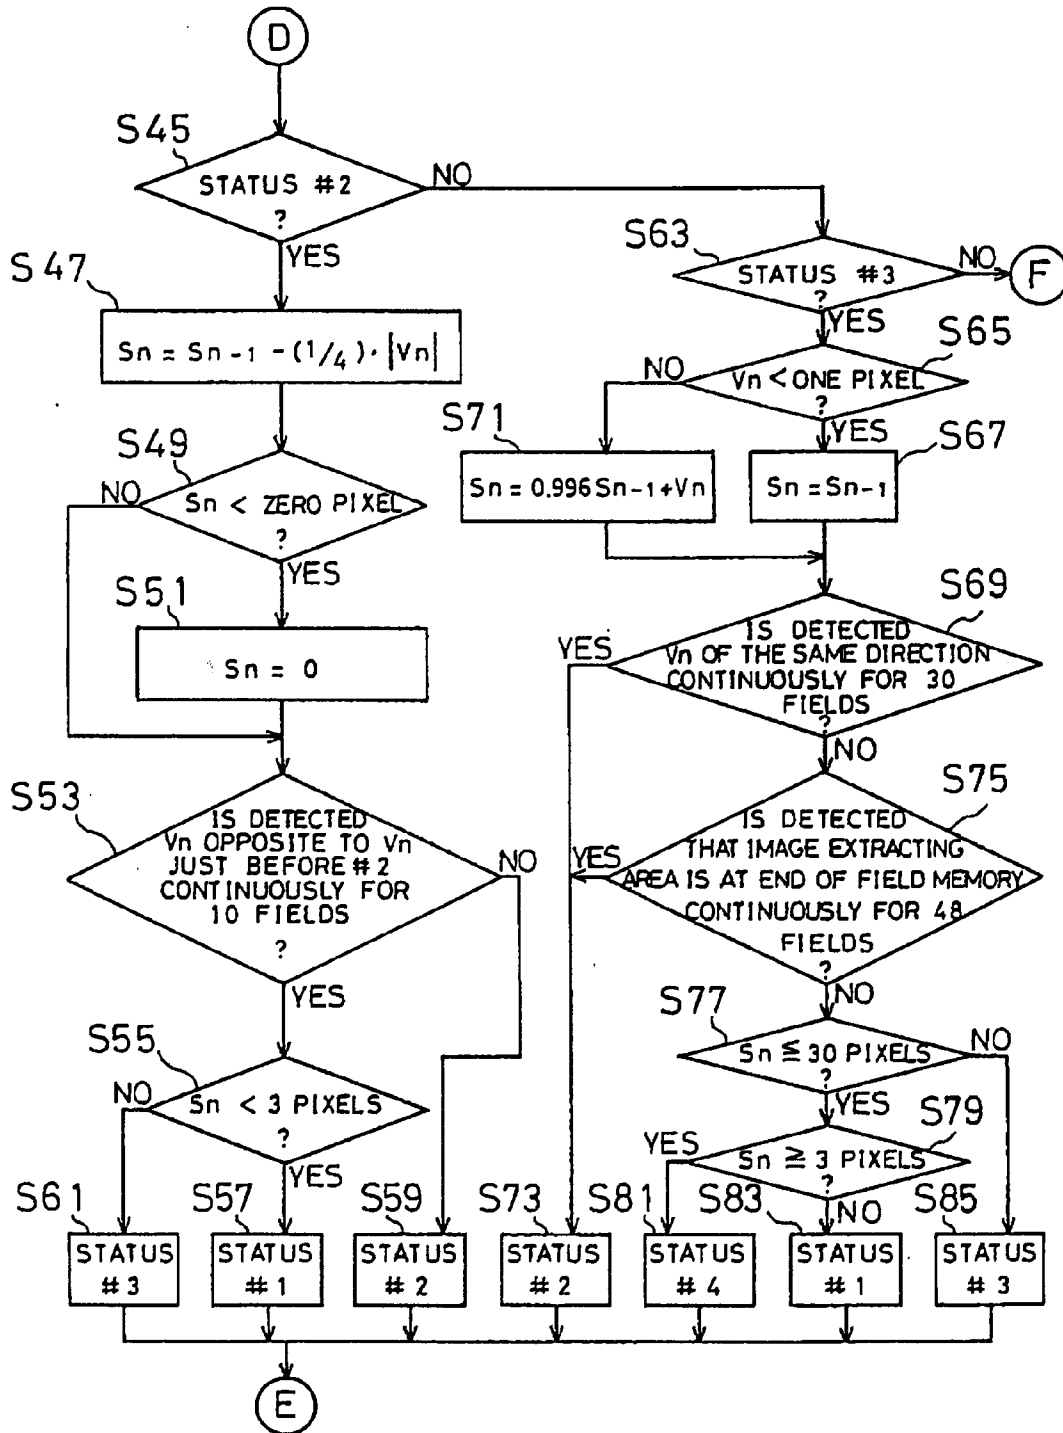 D
S45
STATUS #2
?
NO
YES
S47
Sn = Sn-1 -(1/4)·|Vn|
S49
NO
Sn < ZERO PIXEL
?
YES
S51
Sn = 0
S53
IS DETECTED
Vn OPPOSITE TO Vn
JUST BEFORE #2
CONTINUOUSLY FOR
10 FIELDS
?
NO
YES
S55
NO
Sn < 3 PIXELS
?
YES
S63
STATUS #3
?
NO
F
YES
S65
NO
Vn < ONE PIXEL
?
YES
S71
Sn = 0.996Sn-1+Vn
S67
Sn = Sn-1
S69
YES
IS DETECTED
Vn OF THE SAME DIRECTION
CONTINUOUSLY FOR 30
FIELDS
?
NO
S75
YES
IS DETECTED
THAT IMAGE EXTRACTING
AREA IS AT END OF FIELD MEMORY
CONTINUOUSLY FOR 48
FIELDS
?
NO
S77
Sn ≦ 30 PIXELS
?
NO
YES
S79
YES
Sn ≧ 3 PIXELS
?
NO
S61
STATUS
#3
S57
STATUS
#1
S59
STATUS
#2
S73
STATUS
#2
S81
STATUS
#4
S83
STATUS
#1
S85
STATUS
#3
E